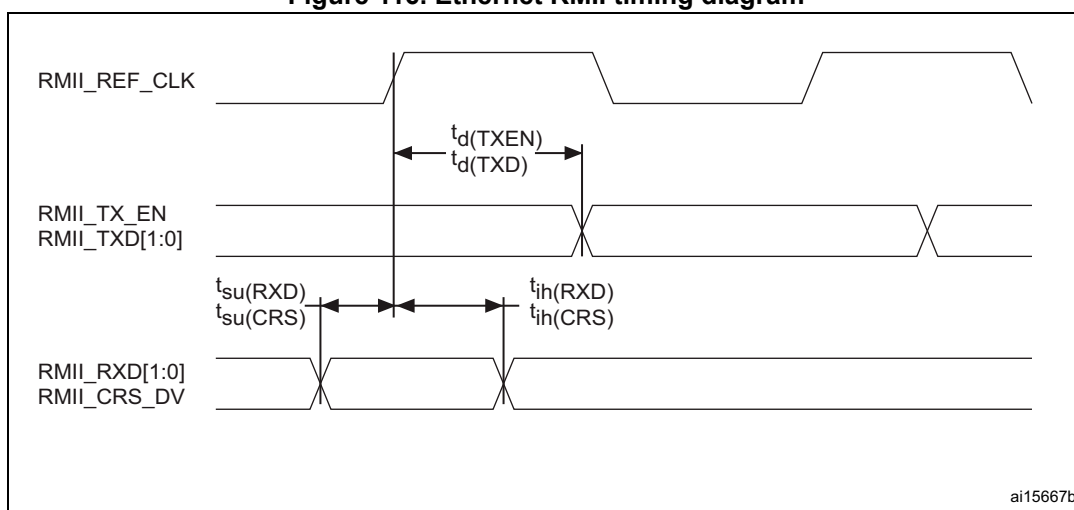 Figure Ethernet RMII timing diagram
RMII_REF_CLK
td(TXEN)
td(TXD)
RMII_TX_EN
RMII_TXD[1:0]
tsu(RXD)
tsu(CRS)
tih(RXD)
tih(CRS)
RMII_RXD[1:0]
RMII_CRS_DV
ai15667b